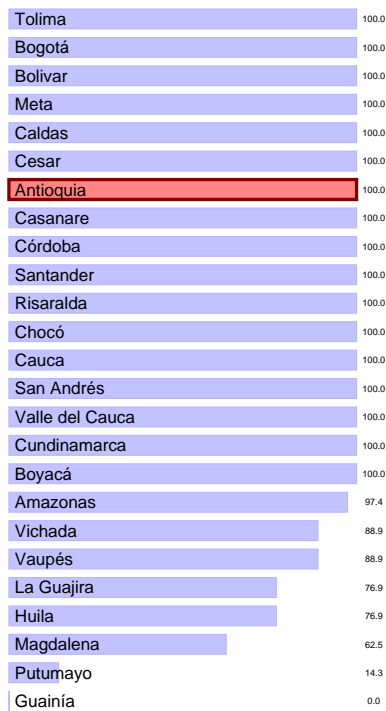 Tolima 100.0
Bogotá 100.0
Bolivar 100.0
Meta 100.0
Caldas 100.0
Cesar 100.0
Antioquia 100.0
Casanare 100.0
Córdoba 100.0
Santander 100.0
Risaralda 100.0
Chocó 100.0
Cauca 100.0
San Andrés 100.0
Valle del Cauca 100.0
Cundinamarca 100.0
Boyacá 100.0
Amazonas 97.4
Vichada 88.9
Vaupés 88.9
La Guajira 76.9
Huila 76.9
Magdalena 62.5
Putumayo 14.3
Guainía 0.0